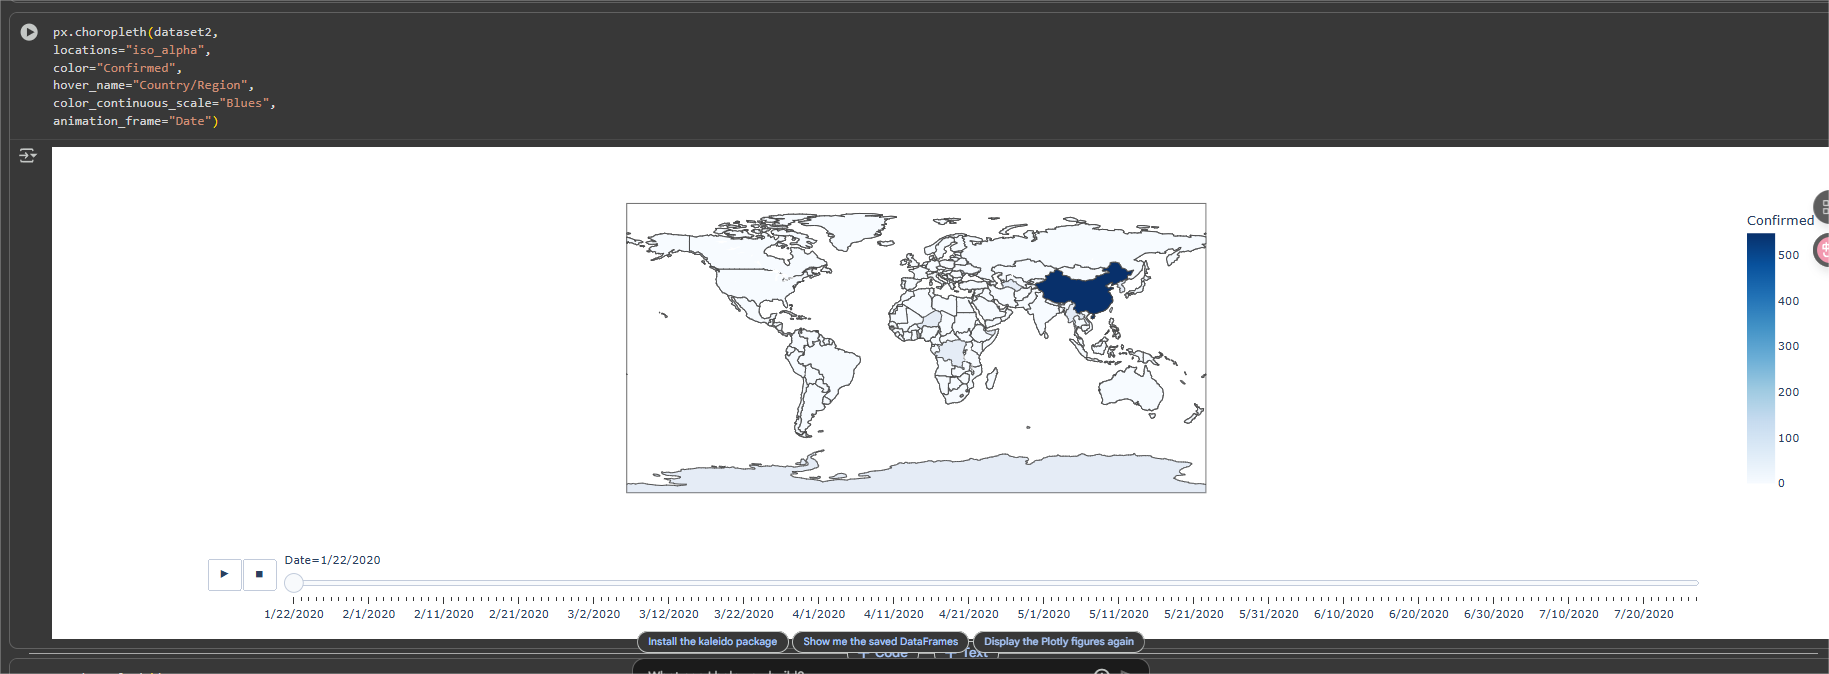 px.choropleth(dataset2,
locations="iso_alpha",
color="Confirmed",
hover_name="Country/Region",
color_continuous_scale="Blues",
animation_frame="Date")
Confirmed
500
400
300
200
100
0
Date=1/22/2020
1/22/2020 2/1/2020 2/11/2020 2/21/2020 3/2/2020 3/12/2020 3/22/2020 4/1/2020 4/11/2020 4/21/2020 5/1/2020 5/11/2020 5/21/2020 5/31/2020 6/10/2020 6/20/2020 6/30/2020 7/10/2020 7/20/2020
Install the kaleido package Show me the saved DataFrames Display the Plotly figures again
+ Code + Text